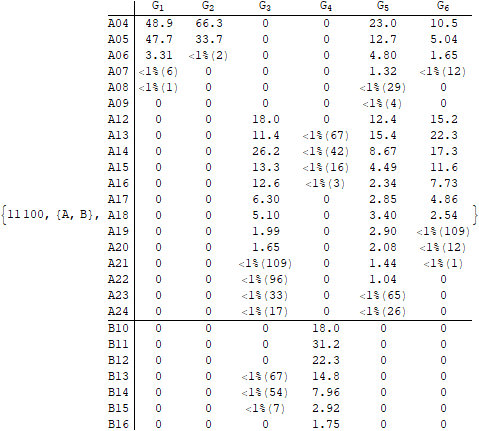 G1 G2 G3 G4 G5 G6
A04 48.9 66.3 0 0 23.0 10.5
A05 47.7 33.7 0 0 12.7 5.04
A06 3.31 <1%(2) 0 0 4.80 1.65
A07 <1%(6) 0 0 0 1.32 <1%(12)
A08 <1%(1) 0 0 0 <1%(29) 0
A09 0 0 0 0 <1%(4) 0
A12 0 0 18.0 0 12.4 15.2
A13 0 0 11.4 <1%(67) 15.4 22.3
A14 0 0 26.2 <1%(42) 8.67 17.3
A15 0 0 13.3 <1%(16) 4.49 11.6
A16 0 0 12.6 <1%(3) 2.34 7.73
A17 0 0 6.30 0 2.85 4.86
{11100, {A, B}, A18 0 0 5.10 0 3.40 2.54 }
A19 0 0 1.99 0 2.90 <1%(109)
A20 0 0 1.65 0 2.08 <1%(12)
A21 0 0 <1%(109) 0 1.44 <1%(1)
A22 0 0 <1%(96) 0 1.04 0
A23 0 0 <1%(33) 0 <1%(65) 0
A24 0 0 <1%(17) 0 <1%(26) 0
B10 0 0 0 18.0 0 0
B11 0 0 0 31.2 0 0
B12 0 0 0 22.3 0 0
B13 0 0 <1%(67) 14.8 0 0
B14 0 0 <1%(54) 7.96 0 0
B15 0 0 <1%(7) 2.92 0 0
B16 0 0 0 1.75 0 0